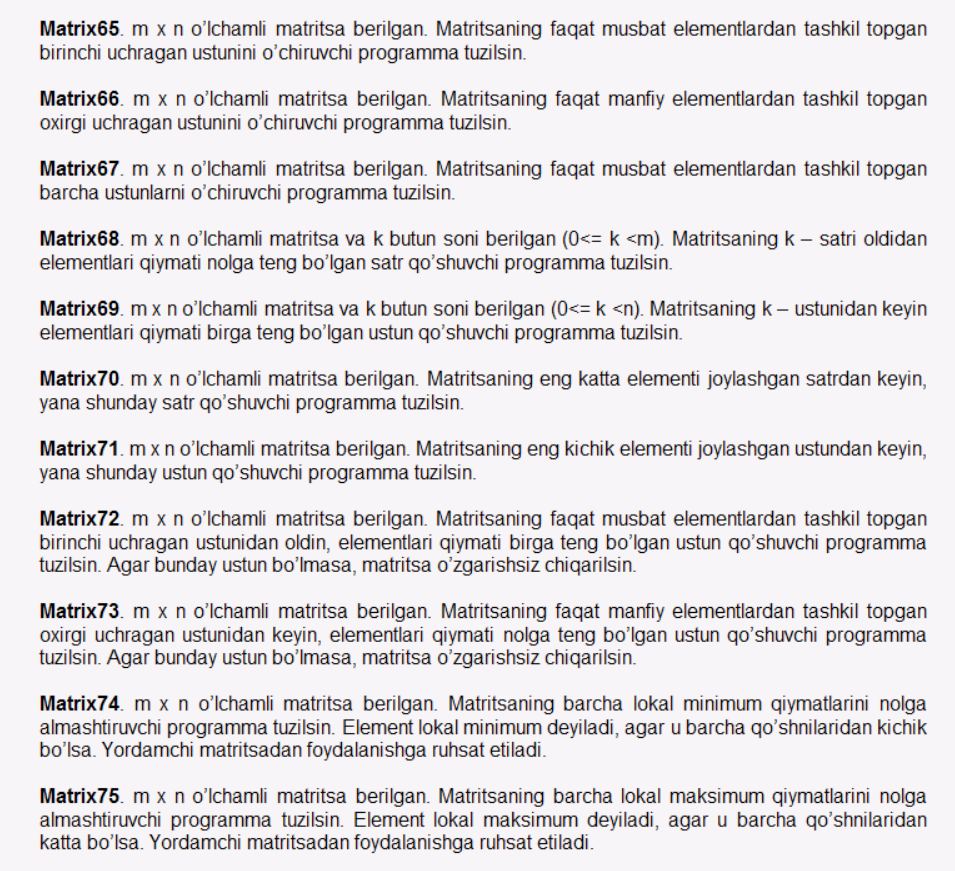 Matrix65. m x n o’lchamli matritsa berilgan. Matritsaning faqat musbat elementlardan tashkil topgan
birinchi uchragan ustunini o’chiruvchi programma tuzilsin.
Matrix66. m x n o’lchamli matritsa berilgan. Matritsaning faqat manfiy elementlardan tashkil topgan
oxirgi uchragan ustunini o’chiruvchi programma tuzilsin.
Matrix67. m x n o’lchamli matritsa berilgan. Matritsaning faqat musbat elementlardan tashkil topgan
barcha ustunlarni o’chiruvchi programma tuzilsin.
Matrix68. m x n o’lchamli matritsa va k butun soni berilgan (0<= k <m). Matritsaning k – satri oldidan
elementlari qiymati nolga teng bo’lgan satr qo’shuvchi programma tuzilsin.
Matrix69. m x n o’lchamli matritsa va k butun soni berilgan (0<= k <n). Matritsaning k – ustunidan keyin
elementlari qiymati birga teng bo’lgan ustun qo’shuvchi programma tuzilsin.
Matrix70. m x n o’lchamli matritsa berilgan. Matritsaning eng katta elementi joylashgan satrdan keyin,
yana shunday satr qo’shuvchi programma tuzilsin.
Matrix71. m x n o’lchamli matritsa berilgan. Matritsaning eng kichik elementi joylashgan ustundan keyin,
yana shunday ustun qo’shuvchi programma tuzilsin.
Matrix72. m x n o’lchamli matritsa berilgan. Matritsaning faqat musbat elementlardan tashkil topgan
birinchi uchragan ustunidan oldin, elementlari qiymati birga teng bo’lgan ustun qo’shuvchi programma
tuzilsin. Agar bunday ustun bo’lmasa, matritsa o’zgarishsiz chiqarilsin.
Matrix73. m x n o’lchamli matritsa berilgan. Matritsaning faqat manfiy elementlardan tashkil topgan
oxirgi uchragan ustunidan keyin, elementlari qiymati nolga teng bo’lgan ustun qo’shuvchi programma
tuzilsin. Agar bunday ustun bo’lmasa, matritsa o’zgarishsiz chiqarilsin.
Matrix74. m x n o’lchamli matritsa berilgan. Matritsaning barcha lokal minimum qiymatlarini nolga
almashtiruvchi programma tuzilsin. Element lokal minimum deyiladi, agar u barcha qo’shnilaridan kichik
bo’lsa. Yordamchi matritsadan foydalanishga ruhsat etiladi.
Matrix75. m x n o’lchamli matritsa berilgan. Matritsaning barcha lokal maksimum qiymatlarini nolga
almashtiruvchi programma tuzilsin. Element lokal maksimum deyiladi, agar u barcha qo’shnilaridan
katta bo’lsa. Yordamchi matritsadan foydalanishga ruhsat etiladi.